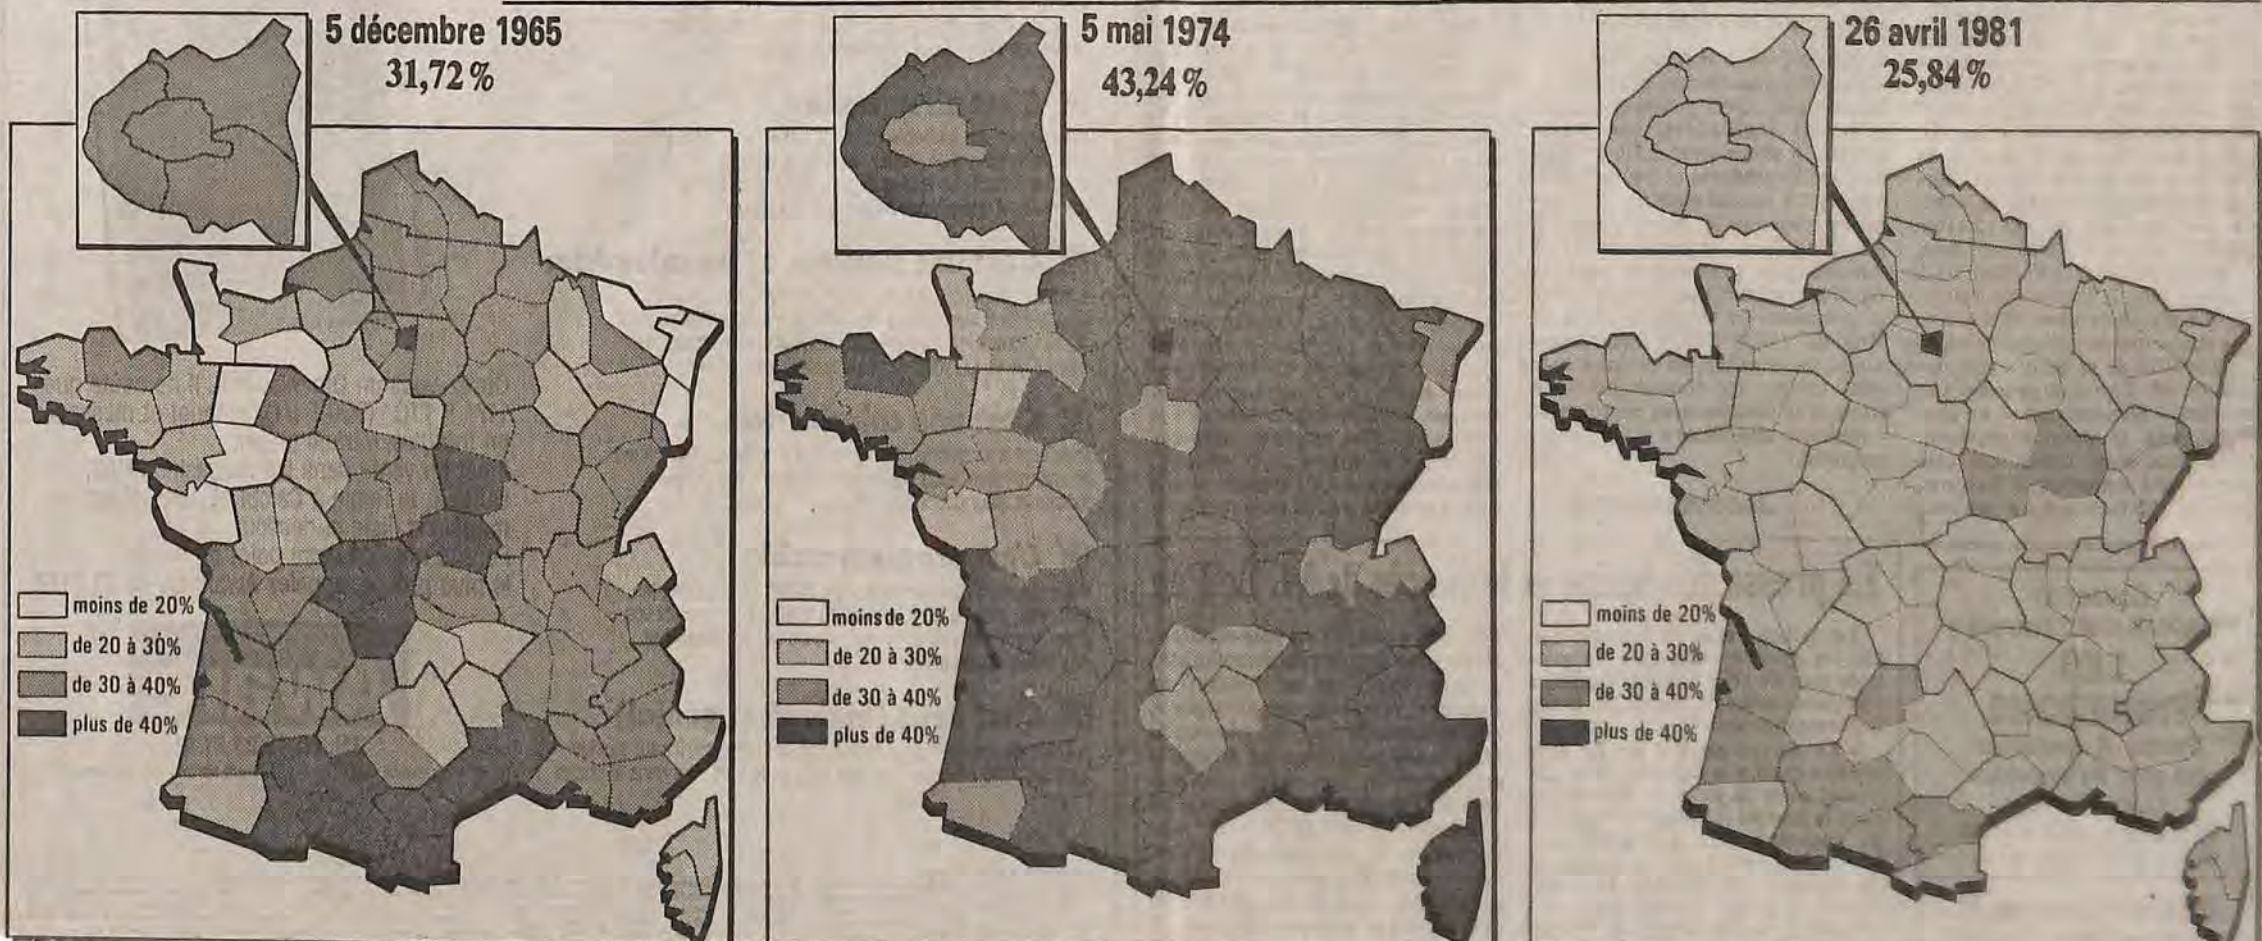 5 décembre 1965
31,72 %
moins de 20%
de 20 à 30%
de 30 à 40%
plus de 40%
5 mai 1974
43,24 %
moins de 20%
de 20 à 30%
de 30 à 40%
plus de 40%
26 avril 1981
25,84 %
moins de 20%
de 20 à 30%
de 30 à 40%
plus de 40%